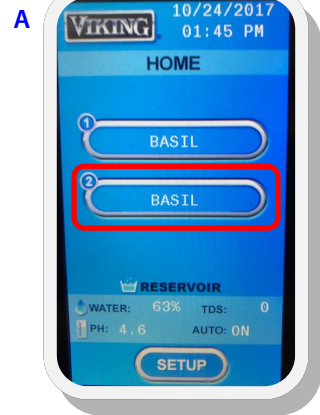 A
VIKING
10/24/2017
01:45 PM
HOME
1
BASIL
2
BASIL
RESERVOIR
WATER: 63% TDS: 0
PH: 4.6 AUTO: ON
SETUP